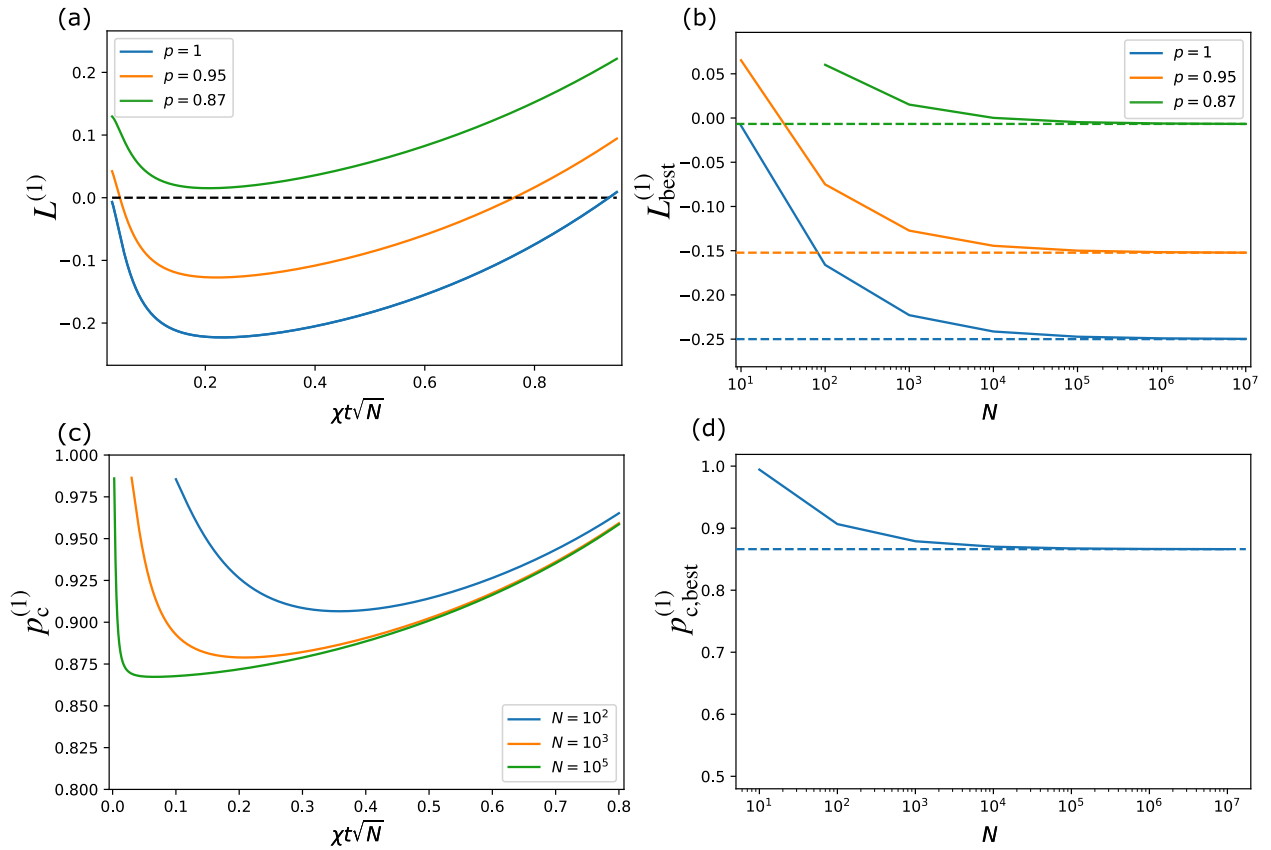 (a)
p = 1
p = 0.95
p = 0.87
L^{(1)}
0.2
0.1
0.0
−0.1
−0.2
0.2
0.4
0.6
0.8
χt√N
(b)
p = 1
p = 0.95
p = 0.87
L_{best}^{(1)}
0.05
0.00
−0.05
−0.10
−0.15
−0.20
−0.25
10^1
10^2
10^3
10^4
10^5
10^6
10^7
N
(c)
p_c^{(1)}
1.000
0.975
0.950
0.925
0.900
0.875
0.850
0.825
0.800
N = 10^2
N = 10^3
N = 10^5
0.0
0.1
0.2
0.3
0.4
0.5
0.6
0.7
0.8
χt√N
(d)
p_{c,best}^{(1)}
1.0
0.9
0.8
0.7
0.6
0.5
10^1
10^2
10^3
10^4
10^5
10^6
10^7
N